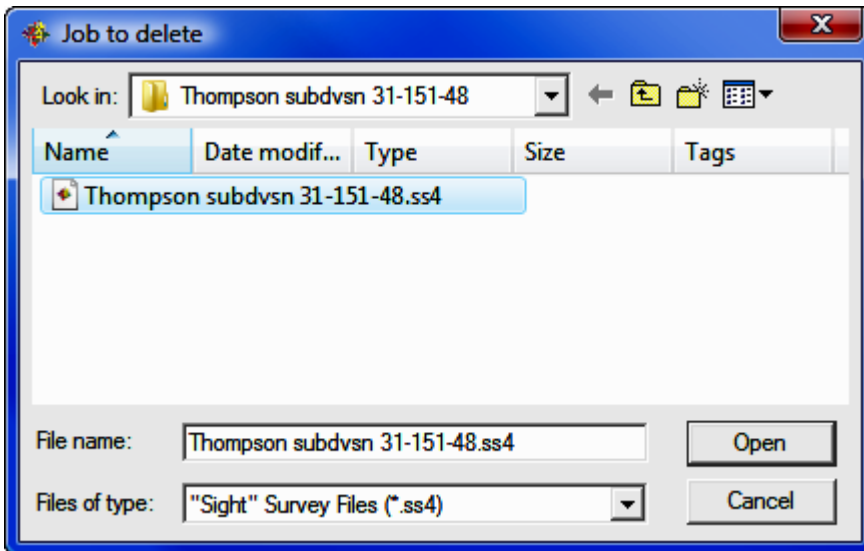 Job to delete
Look in: Thompson subdvsn 31-151-48
Name Date modif... Type Size Tags
Thompson subdvsn 31-151-48.ss4
File name: Thompson subdvsn 31-151-48.ss4 Open
Files of type: "Sight" Survey Files (*.ss4) Cancel